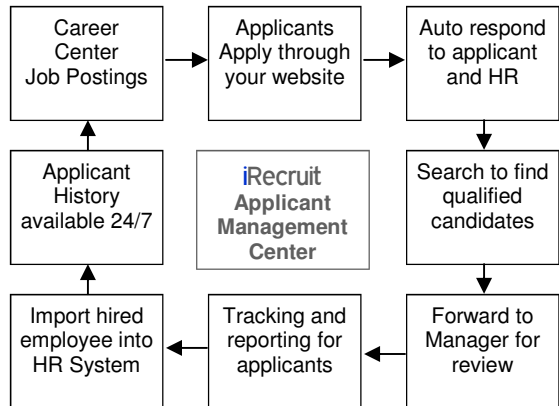 Career
Center
Job Postings
Applicants
Apply through
your website
Auto respond
to applicant
and HR
Applicant
History
available 24/7
iRecruit
Applicant
Management
Center
Search to find
qualified
candidates
Import hired
employee into
HR System
Tracking and
reporting for
applicants
Forward to
Manager for
review